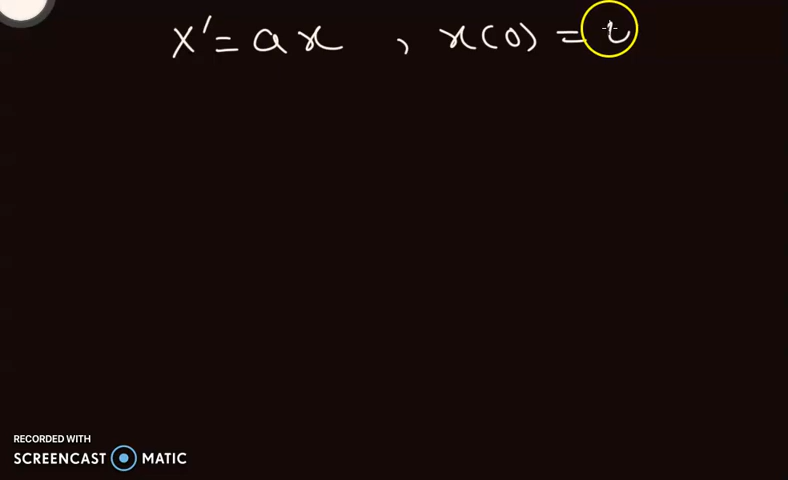 x' = ax , x(0) =
RECORDED WITH
SCREENCAST MATIC